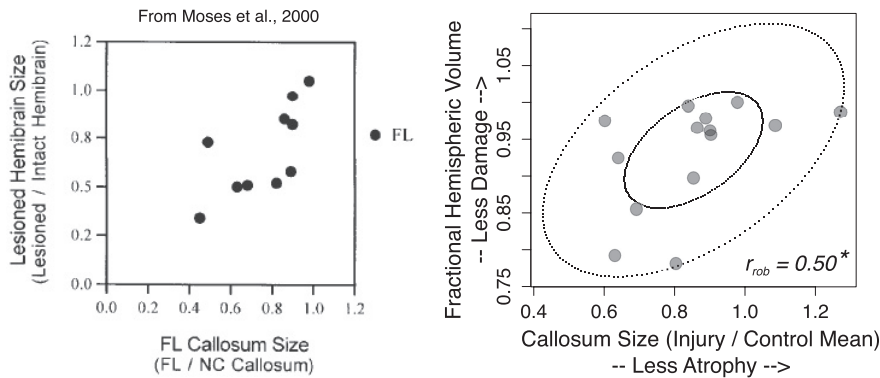 From Moses et al., 2000
Lesioned Hemibrain Size
(Lesioned / Intact Hemibrain)
1.2
1.0
0.8
0.5
0.2
0.0
0.0 0.2 0.4 0.6 0.8 1.0 1.2
FL Callosum Size
(FL / NC Callosum)
FL
Fractional Hemispheric Volume
-- Less Damage -->
1.05
0.95
0.85
0.75
r_rob = 0.50*
0.4 0.6 0.8 1.0 1.2
Callosum Size (Injury / Control Mean)
-- Less Atrophy -->